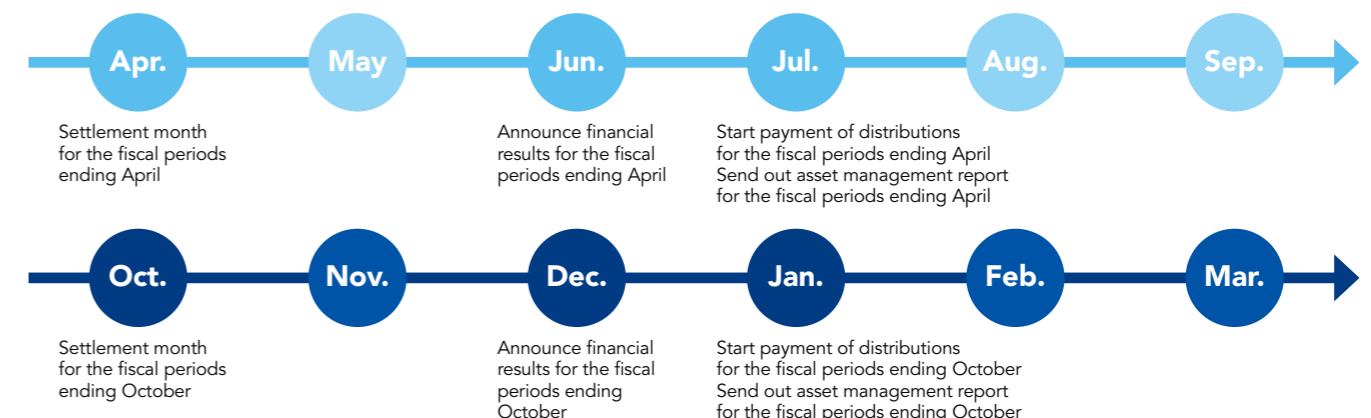 Apr. May Jun. Jul. Aug. Sep.
Settlement month
for the fiscal periods
ending April
Announce financial
results for the fiscal
periods ending April
Start payment of distributions
for the fiscal periods ending April
Send out asset management report
for the fiscal periods ending April
Oct. Nov. Dec. Jan. Feb. Mar.
Settlement month
for the fiscal periods
ending October
Announce financial
results for the fiscal
periods ending
October
Start payment of distributions
for the fiscal periods ending October
Send out asset management report
for the fiscal periods ending October